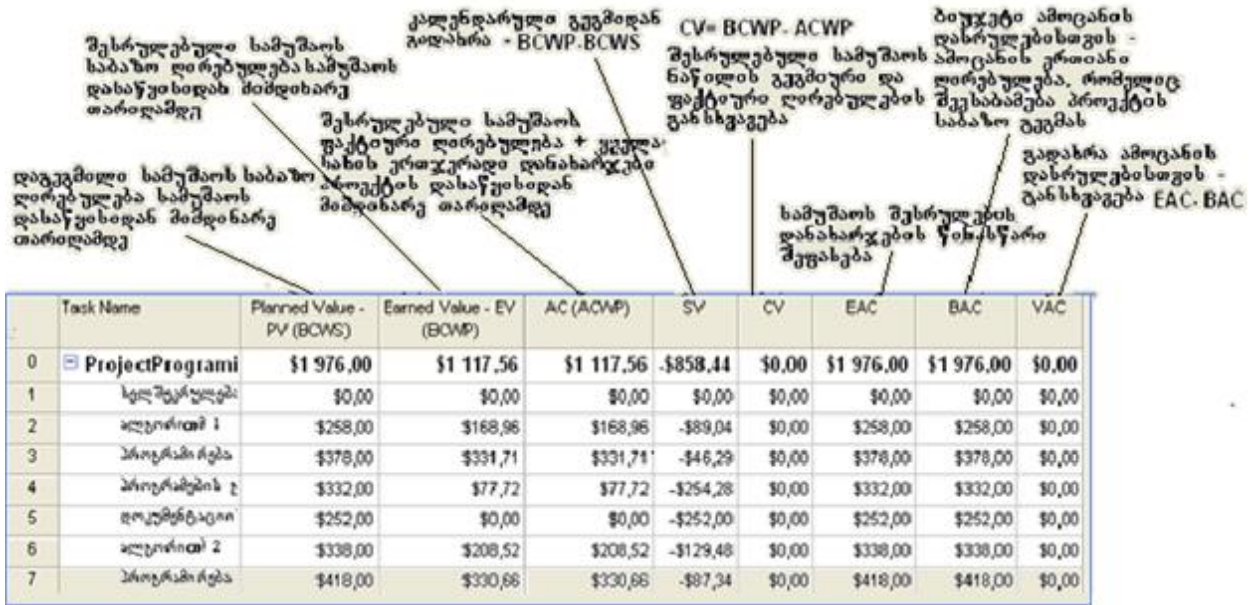 კალენდარული გეგმიდან
გიდახრა - BCWP-BCWS
CV= BCWP- ACWP
შესრულებული სამუშაოს
ნაწილის გეგმიური და
ფაქტიური ღირებულების
განსხვავება
ბიუჯეტი ამოცანის
დასრულებისთვის -
ამოცანის ერთიანი
ღირებულება, რომელიც
შეესაბამება პროექტის
საბაზო გეგმას
შესრულებული სამუშაოს
საბაზო ღირებულება სამუშაოს
დასაწყისიდან მიმდინარე
თარიღამდე
შესრულებული სამუშაოს
ფაქტიური ღირებულება + ყველა
სახის ერთჯერადი დანახარჯები
პროექტის დასაწყისიდან
მიმდინარე თარიღამდე
გადახრა ამოცანის
დასრულებისთვის -
განსხვავება EAC- BAC
დაგეგმილი სამუშაოს საბაზო
ღირებულება სამუშაოს
დასაწყისიდან მიმდინარე
თარიღამდე
სამუშაოს შესრულების
დანახარჯების წინასწარი
შეფასება
Task Name Planned Value - PV (BCWS) Earned Value - EV (BCWP) AC (ACWP) SV CV EAC BAC VAC
0 ProjectProgrami $1 976,00 $1 117,56 $1 117,56 -$858,44 $0,00 $1 976,00 $1 976,00 $0,00
1 $0,00 $0,00 $0,00 $0,00 $0,00 $0,00 $0,00 $0,00
2 ალგორითმ 1 $258,00 $168,96 $168,96 -$89,04 $0,00 $258,00 $258,00 $0,00
3 პროგრამირება $378,00 $331,71 $331,71 -$46,29 $0,00 $378,00 $378,00 $0,00
4 პროგრამების $332,00 $77,72 $77,72 -$254,28 $0,00 $332,00 $332,00 $0,00
5 დოკუმენტაციი $252,00 $0,00 $0,00 -$252,00 $0,00 $252,00 $252,00 $0,00
6 ალგორითმ 2 $338,00 $208,52 $208,52 -$129,48 $0,00 $338,00 $338,00 $0,00
7 პროგრამირება $418,00 $330,66 $330,66 -$87,34 $0,00 $418,00 $418,00 $0,00